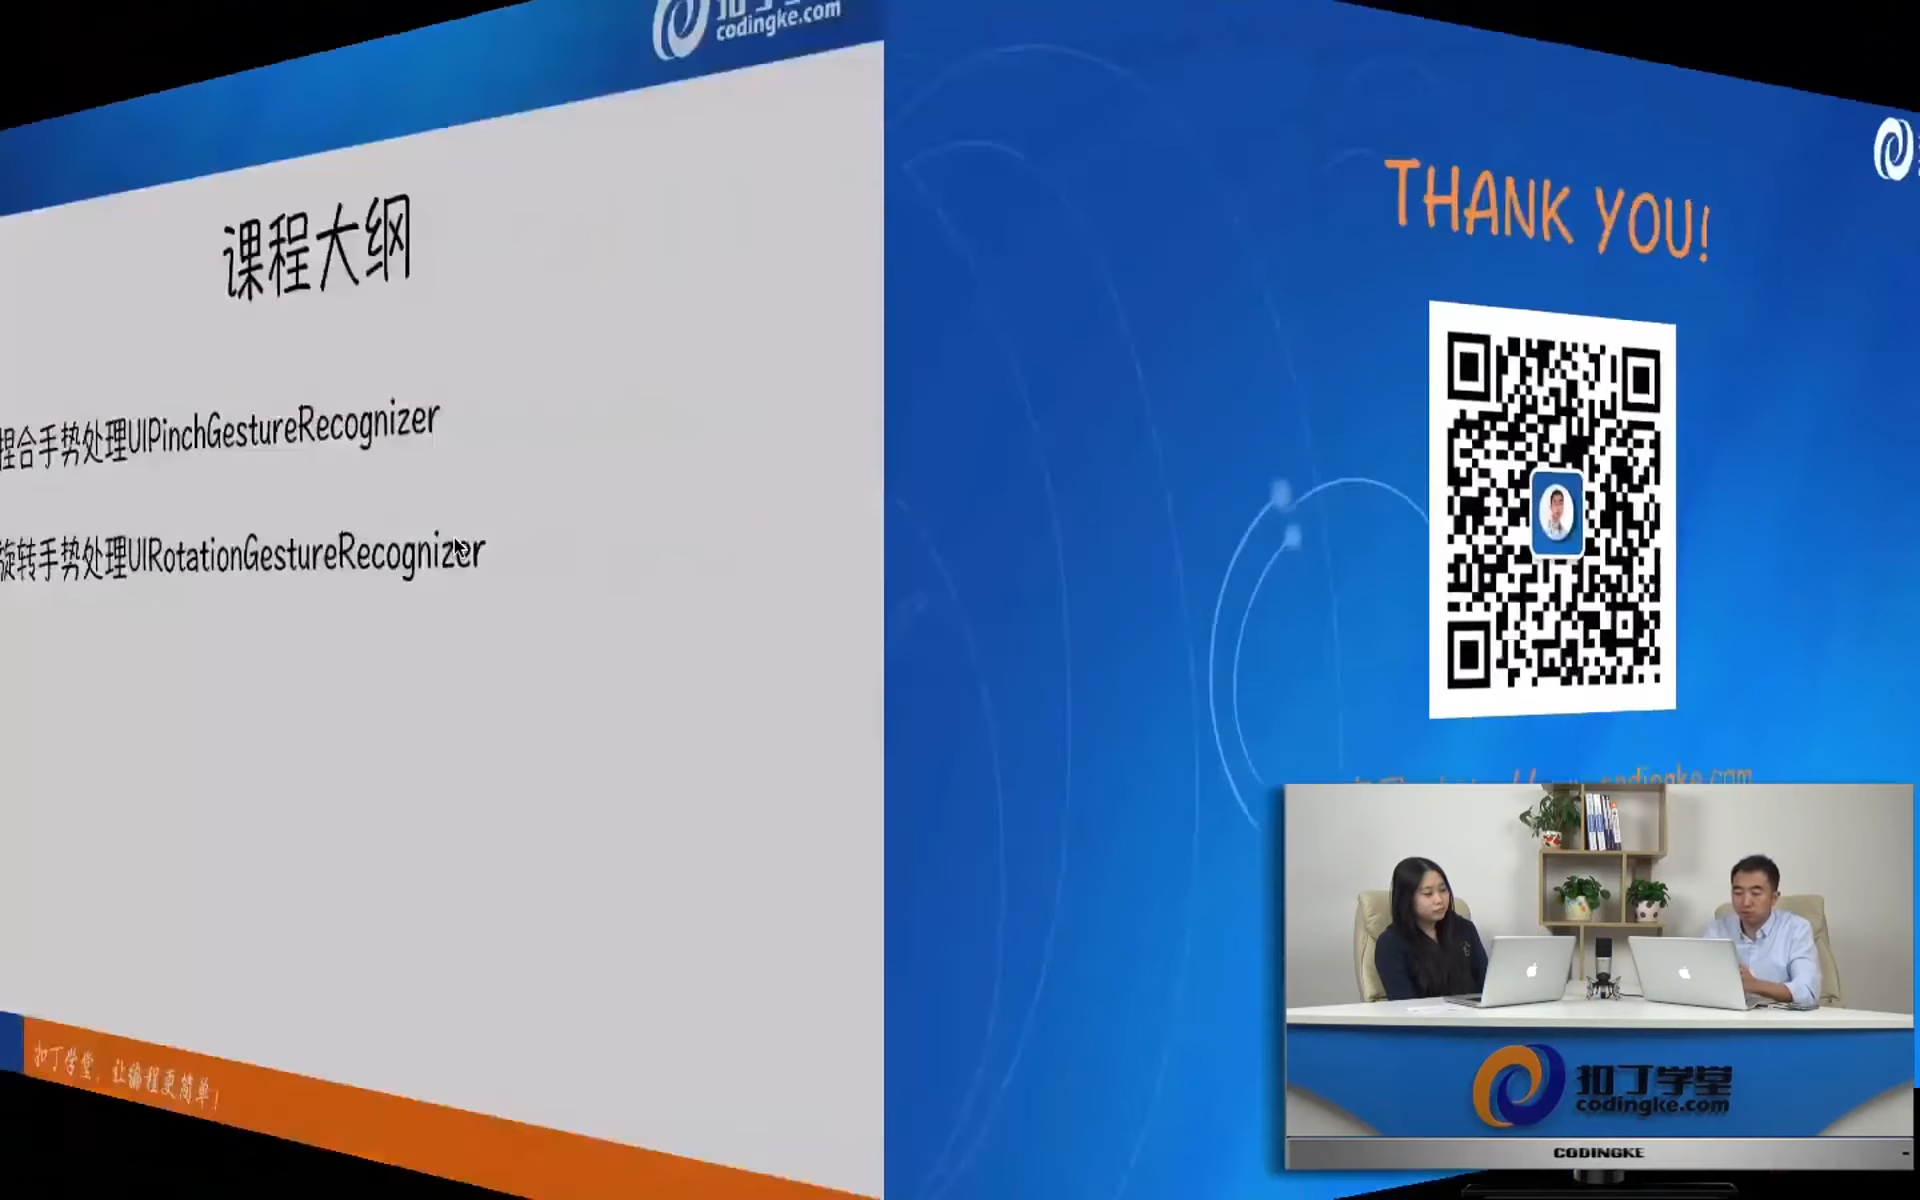 codingke.com
课程大纲
捏合手势处理UIPinchGestureRecognizer
旋转手势处理UIRotationGestureRecognizer
扣丁学堂，让编程更简单！
THANK YOU!
codingke.com
扣丁学堂
codingke.com
CODINGKE